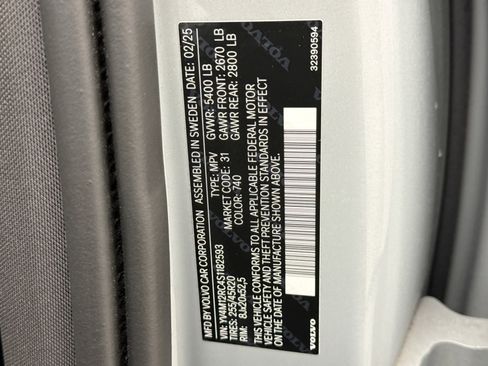 MFD BY VOLVO CAR CORPORATION ASSEMBLED IN SWEDEN DATE: 02/25
VIN: YV4M12RC4S1182593 TYPE: MPV GVWR: 5400 LB
TIRES: 255/45R20 MARKET CODE: 31 GAWR FRONT: 2670 LB
RIMS: 8Jx20x52,5 COLOR: 740 GAWR REAR: 2800 LB
THIS VEHICLE CONFORMS TO ALL APPLICABLE FEDERAL MOTOR
VEHICLE SAFETY AND THEFT PREVENTION STANDARDS IN EFFECT
ON THE DATE OF MANUFACTURE SHOWN ABOVE.
VOLVO
32390594